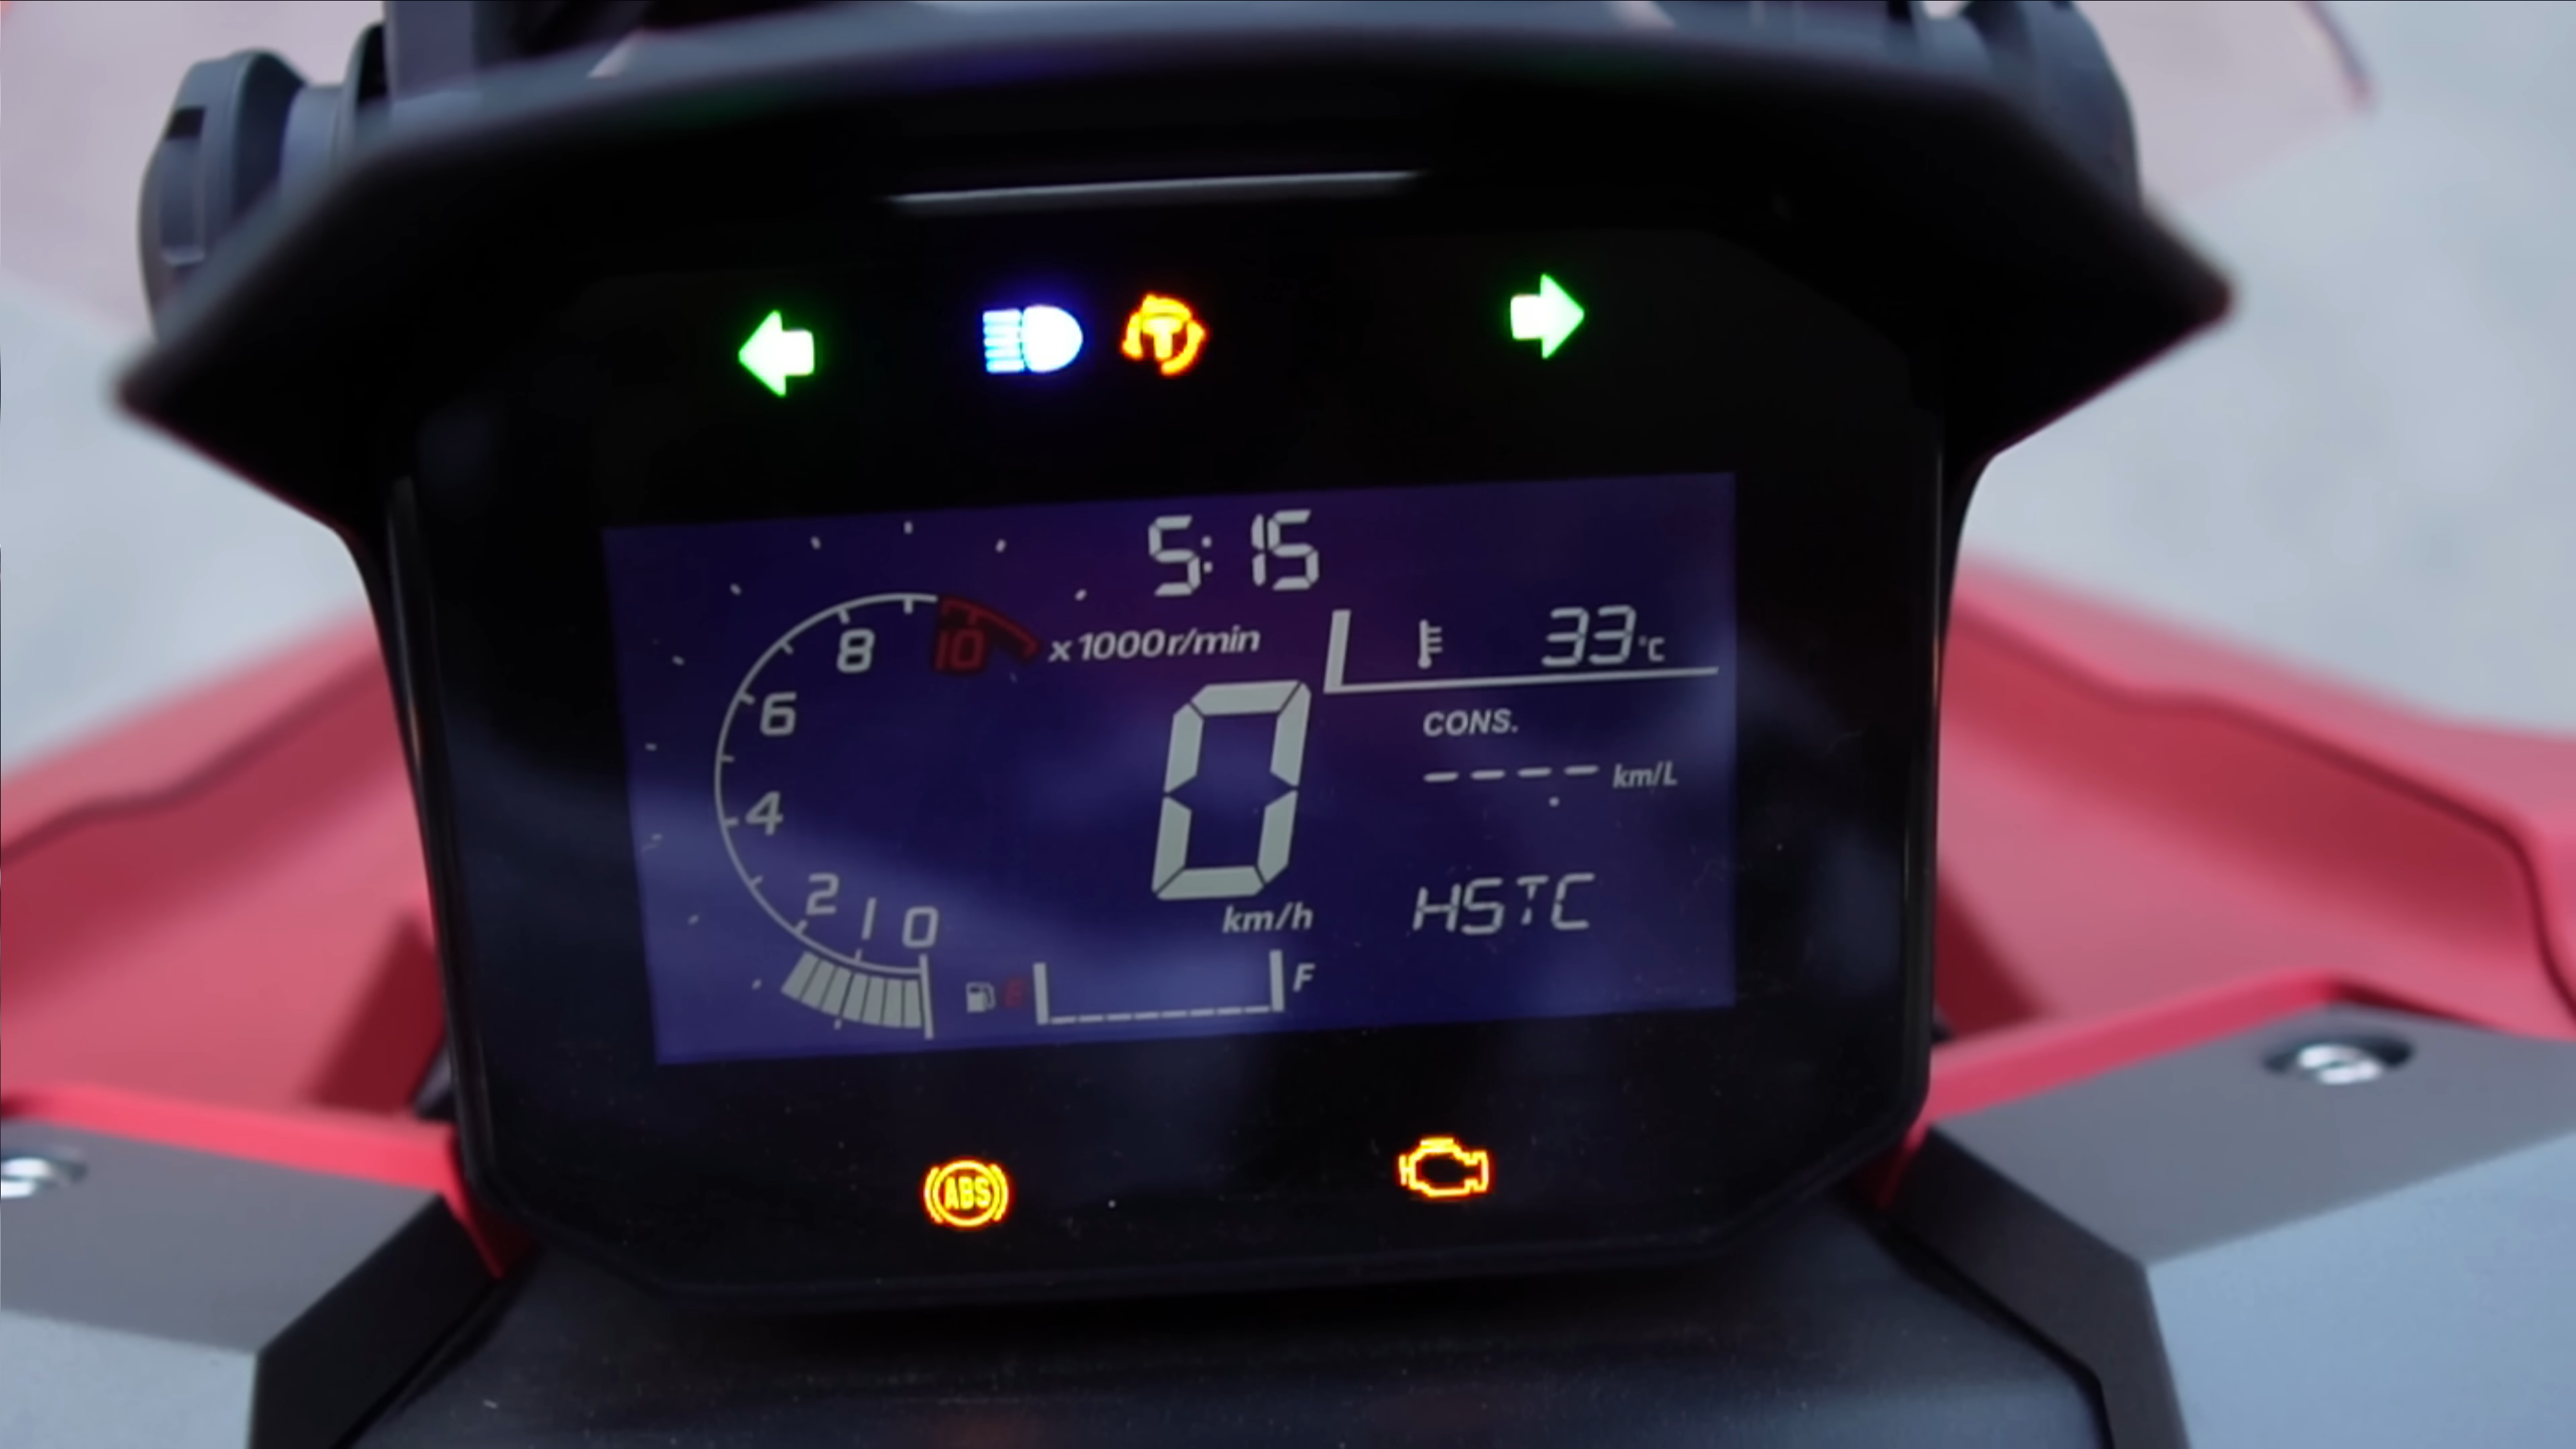 T
5:15
x1000r/min
33°C
8
10
6
4
2
1
0
0
km/h
CONS.
---- km/L
HSTC
E
F
ABS